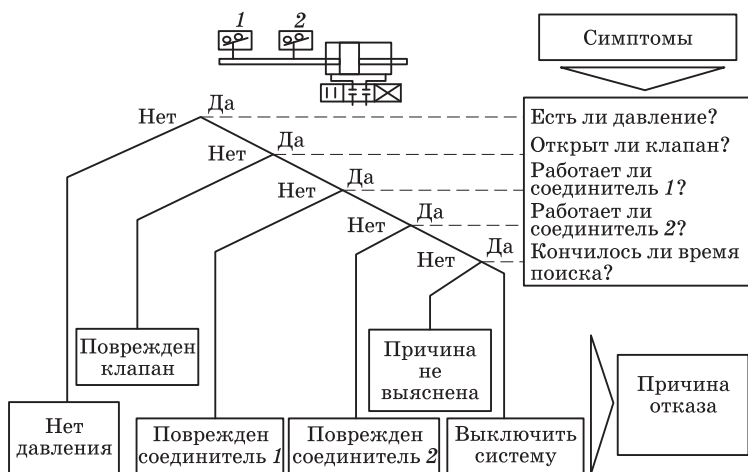 1 2
Симптомы
Нет Да
Есть ли давление?
Нет Да
Открыт ли клапан?
Нет Да
Работает ли
соединитель 1?
Нет Да
Работает ли
соединитель 2?
Нет Да
Кончилось ли время
поиска?
Поврежден
клапан
Причина
не
выяснена
Причина
отказа
Нет
давления
Поврежден
соединитель 1
Поврежден
соединитель 2
Выключить
систему